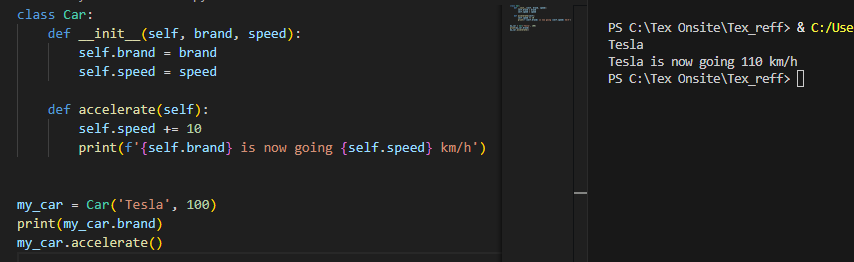 class Car:
    def __init__(self, brand, speed):
        self.brand = brand
        self.speed = speed
    def accelerate(self):
        self.speed += 10
        print(f'{self.brand} is now going {self.speed} km/h')
my_car = Car('Tesla', 100)
print(my_car.brand)
my_car.accelerate()
PS C:\Tex Onsite\Tex_reff> & C:/Use
Tesla
Tesla is now going 110 km/h
PS C:\Tex Onsite\Tex_reff>